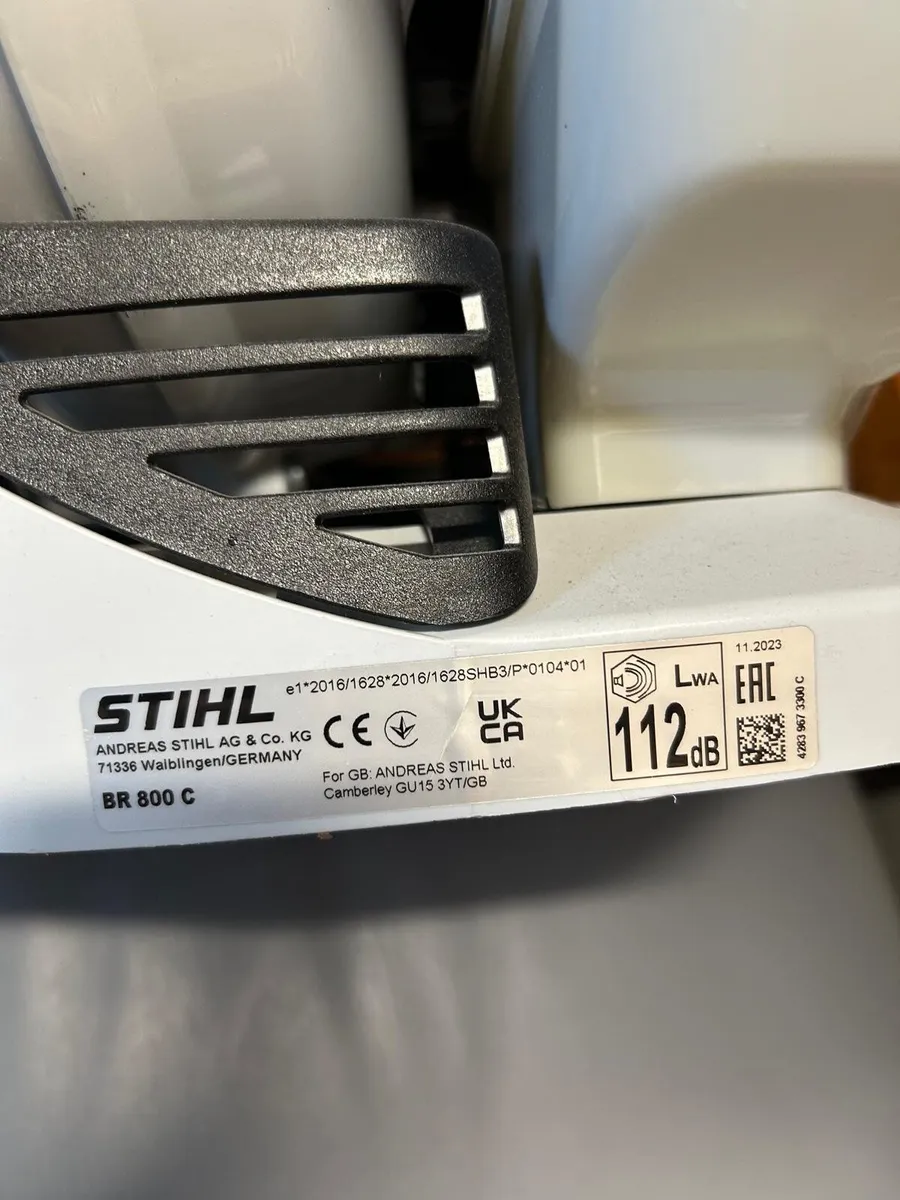 STIHL
e1*2016/1628*2016/1628SHB3/P*0104*01
ANDREAS STIHL AG & Co. KG
71336 Waiblingen/GERMANY
BR 800 C
CE
UK
CA
For GB: ANDREAS STIHL Ltd.
Camberley GU15 3YT/GB
LWA
112dB
11.2023
EAC
4283 967 3300 C